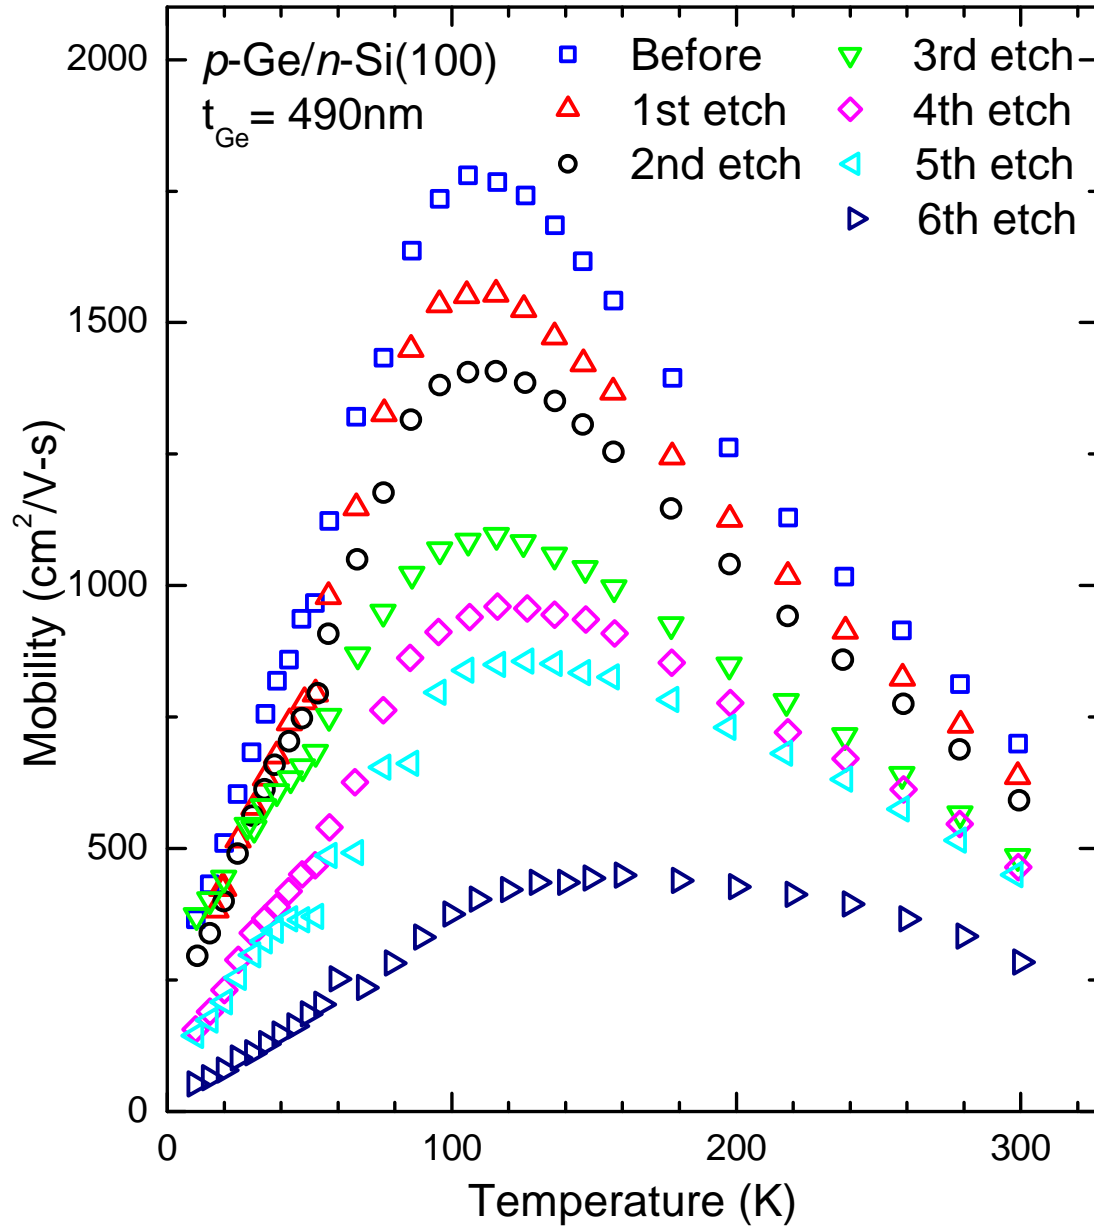 2000
1500
1000
500
0
Mobility (cm²/V-s)
p-Ge/n-Si(100)
t_Ge= 490nm
Before
1st etch
2nd etch
3rd etch
4th etch
5th etch
6th etch
0 100 200 300
Temperature (K)